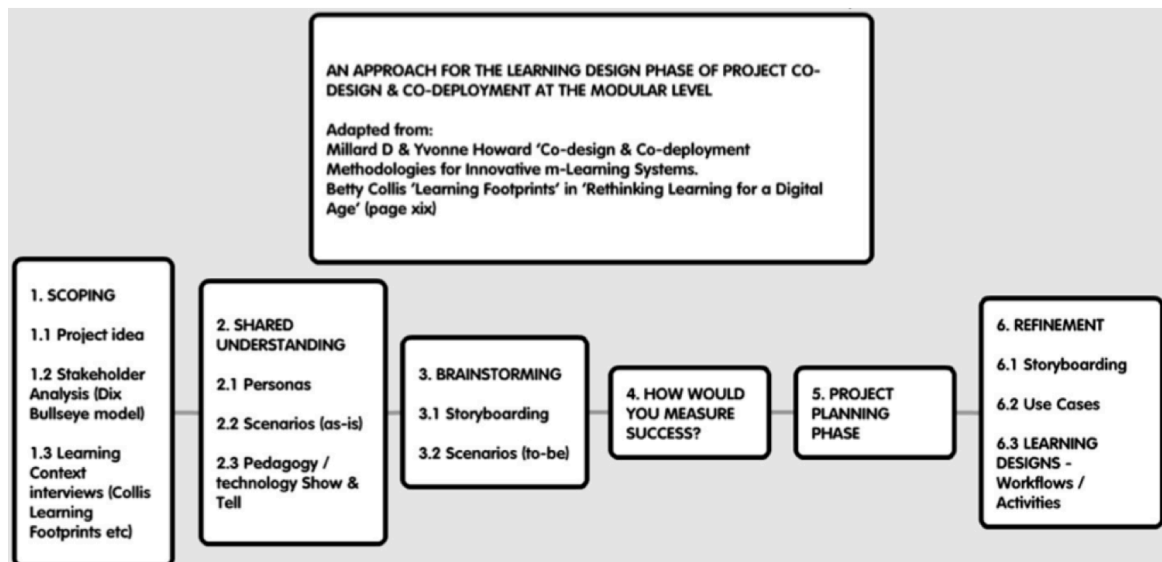 AN APPROACH FOR THE LEARNING DESIGN PHASE OF PROJECT CO-
DESIGN & CO-DEPLOYMENT AT THE MODULAR LEVEL
Adapted from:
Millard D & Yvonne Howard 'Co-design & Co-deployment
Methodologies for Innovative m-Learning Systems.
Betty Collis 'Learning Footprints' in 'Rethinking Learning for a Digital
Age' (page xix)
1. SCOPING
1.1 Project idea
1.2 Stakeholder
Analysis (Dix
Bullseye model)
1.3 Learning
Context
interviews (Collis
Learning
Footprints etc)
2. SHARED
UNDERSTANDING
2.1 Personas
2.2 Scenarios (as-is)
2.3 Pedagogy /
technology Show &
Tell
3. BRAINSTORMING
3.1 Storyboarding
3.2 Scenarios (to-be)
4. HOW WOULD
YOU MEASURE
SUCCESS?
5. PROJECT
PLANNING
PHASE
6. REFINEMENT
6.1 Storyboarding
6.2 Use Cases
6.3 LEARNING
DESIGNS -
Workflows /
Activities